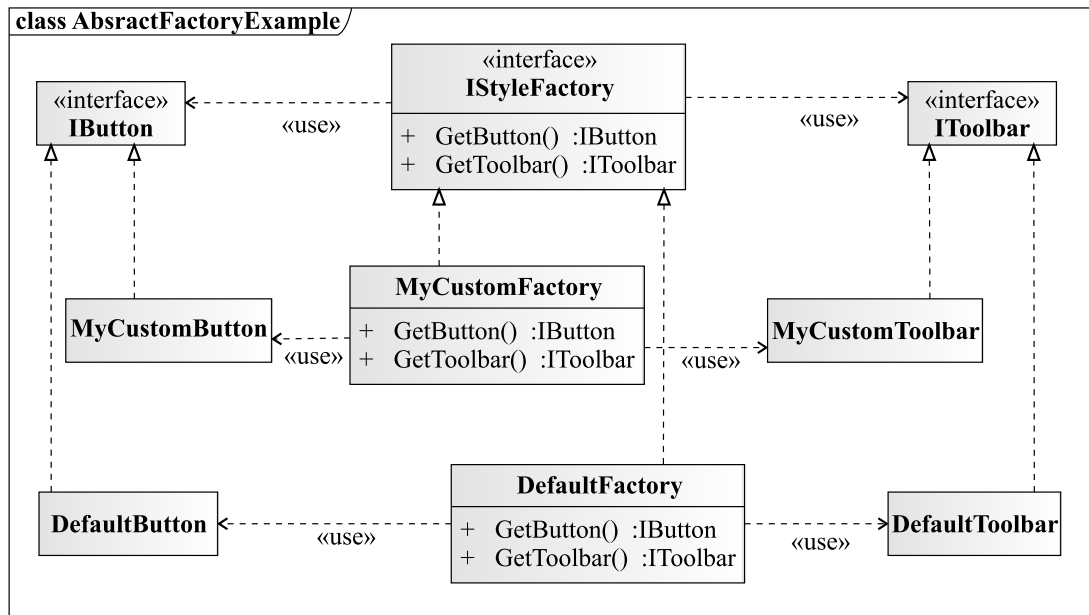 class AbsractFactoryExample
«interface»
IStyleFactory
+ GetButton() :IButton
+ GetToolbar() :IToolbar
«interface»
IButton
«use»
«use»
«interface»
IToolbar
MyCustomFactory
+ GetButton() :IButton
+ GetToolbar() :IToolbar
MyCustomButton
«use»
«use»
MyCustomToolbar
DefaultFactory
+ GetButton() :IButton
+ GetToolbar() :IToolbar
DefaultButton
«use»
«use»
DefaultToolbar